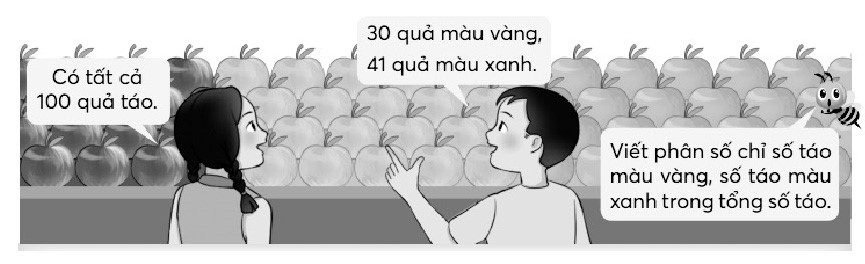 Có tất cả
100 quả táo.
30 quả màu vàng,
41 quả màu xanh.
Viết phân số chỉ số táo
màu vàng, số táo màu
xanh trong tổng số táo.